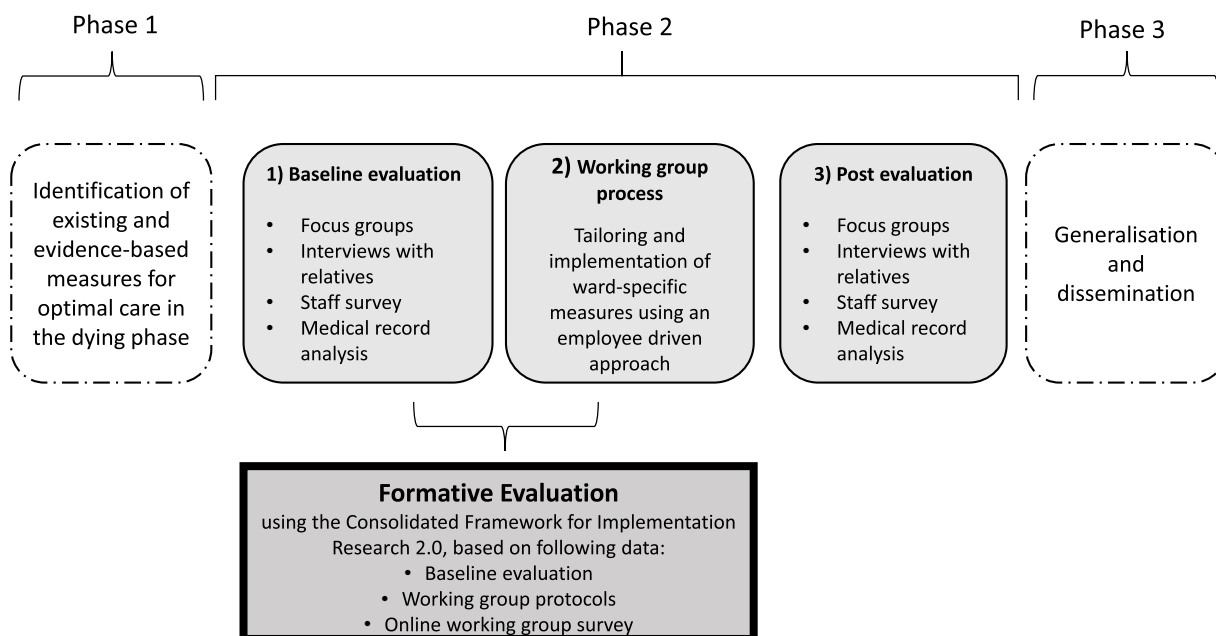 Phase 1
Phase 2
Phase 3
Identification of
existing and
evidence-based
measures for
optimal care in
the dying phase
1) Baseline evaluation
• Focus groups
• Interviews with
relatives
• Staff survey
• Medical record
analysis
2) Working group
process
Tailoring and
implementation of
ward-specific
measures using an
employee driven
approach
3) Post evaluation
• Focus groups
• Interviews with
relatives
• Staff survey
• Medical record
analysis
Generalisation
and
dissemination
Formative Evaluation
using the Consolidated Framework for Implementation
Research 2.0, based on following data:
• Baseline evaluation
• Working group protocols
• Online working group survey